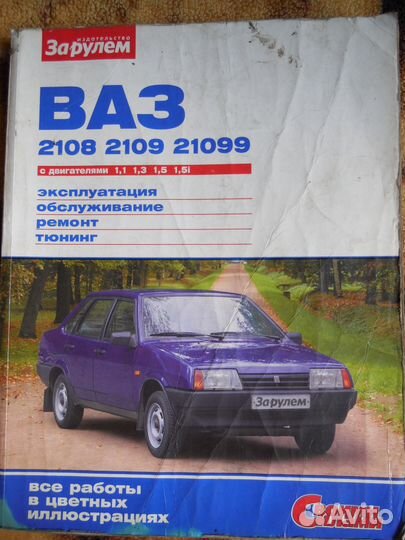 издательство
За рулем
ВАЗ
2108 2109 21099
с двигателями 1,1 1,3 1,5 1,5i
эксплуатация
обслуживание
ремонт
тюнинг
За рулем
все работы
в цветных
иллюстрациях
Avito